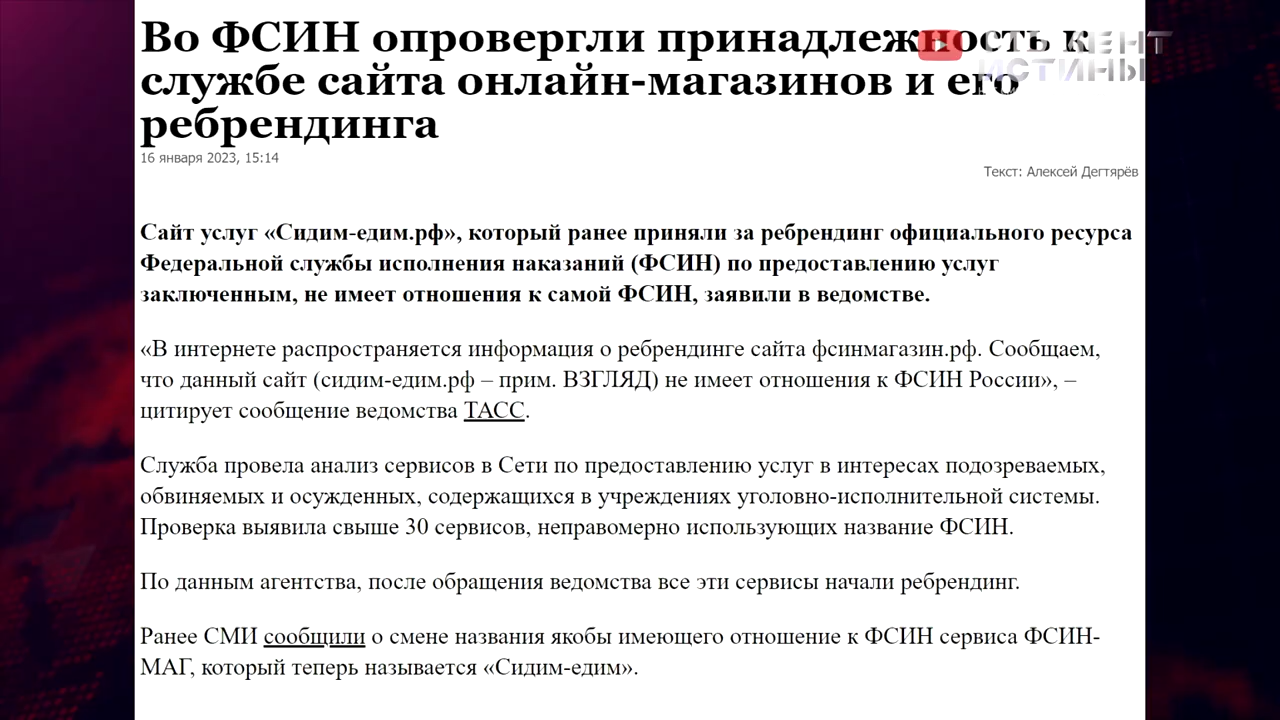 Во ФСИН опровергли принадлежность к
службе сайта онлайн-магазинов и его
ребрендинга
16 января 2023, 15:14
Текст: Алексей Дегтярёв
Сайт услуг «Сидим-едим.рф», который ранее приняли за ребрендинг официального ресурса
Федеральной службы исполнения наказаний (ФСИН) по предоставлению услуг
заключенным, не имеет отношения к самой ФСИН, заявили в ведомстве.
«В интернете распространяется информация о ребрендинге сайта фсинмагазин.рф. Сообщаем,
что данный сайт (сидим-едим.рф – прим. ВЗГЛЯД) не имеет отношения к ФСИН России», –
цитирует сообщение ведомства ТАСС.
Служба провела анализ сервисов в Сети по предоставлению услуг в интересах подозреваемых,
обвиняемых и осужденных, содержащихся в учреждениях уголовно-исполнительной системы.
Проверка выявила свыше 30 сервисов, неправомерно использующих название ФСИН.
По данным агентства, после обращения ведомства все эти сервисы начали ребрендинг.
Ранее СМИ сообщили о смене названия якобы имеющего отношение к ФСИН сервиса ФСИН-
МАГ, который теперь называется «Сидим-едим».